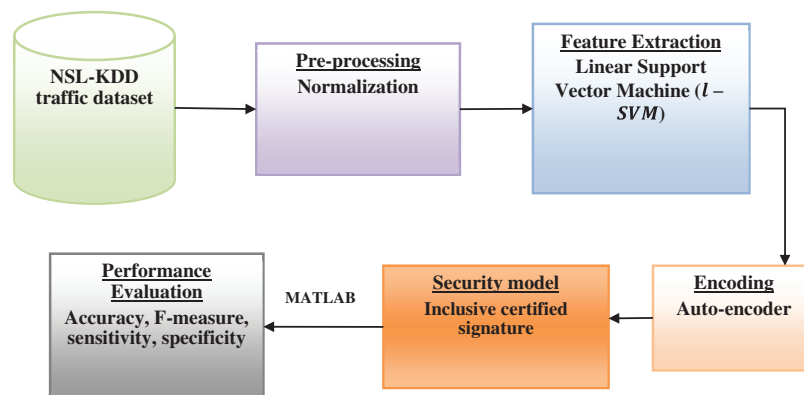 NSL-KDD
traffic dataset
Pre-processing
Normalization
Feature Extraction
Linear Support
Vector Machine (l –
SVM)
Encoding
Auto-encoder
Security model
Inclusive certified
signature
MATLAB
Performance
Evaluation
Accuracy, F-measure,
sensitivity, specificity